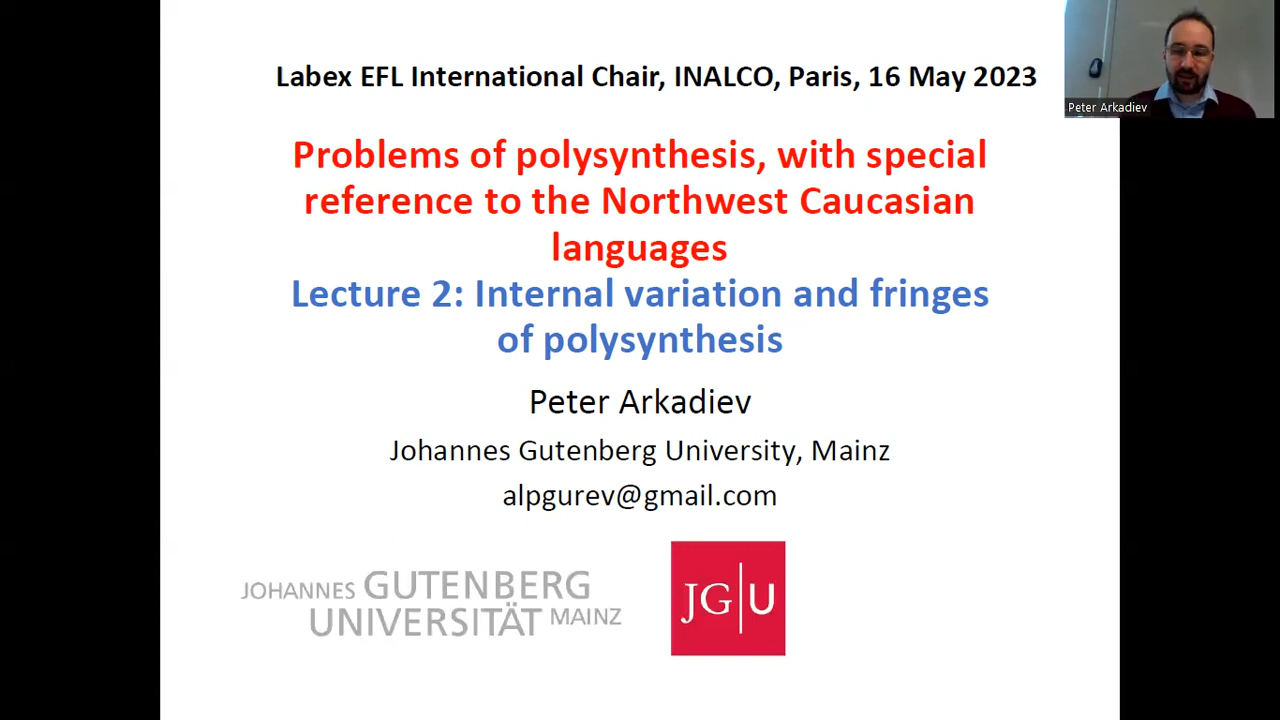 Labex EFL International Chair, INALCO, Paris, 16 May 2023
Peter Arkadiev
Problems of polysynthesis, with special
reference to the Northwest Caucasian
languages
Lecture 2: Internal variation and fringes
of polysynthesis
Peter Arkadiev
Johannes Gutenberg University, Mainz
alpgurev@gmail.com
JOHANNES GUTENBERG
UNIVERSITÄT MAINZ
JG|U